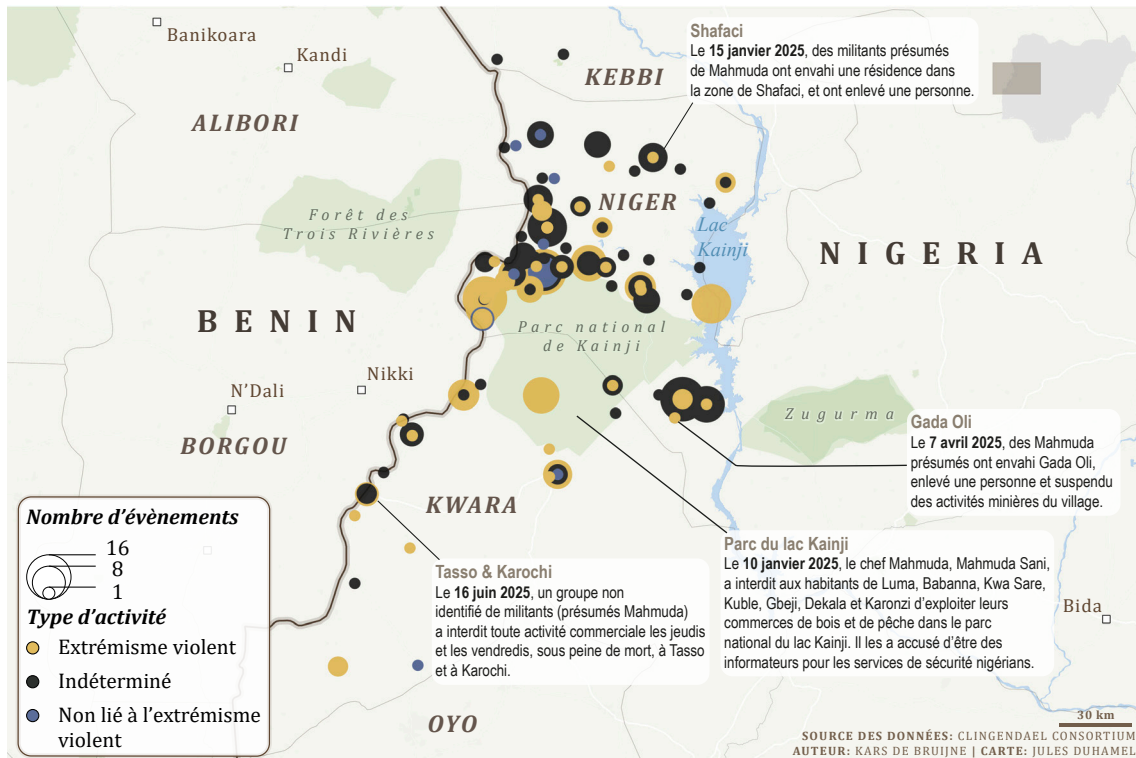 Banikoara
Kandi
KEBBI
Shafaci
Le 15 janvier 2025, des militants présumés
de Mahmuda ont envahi une résidence dans
la zone de Shafaci, et ont enlevé une personne.
ALIBORI
NIGER
Forêt des
Trois Rivières
Lac
Kainji
NIGERIA
BENIN
Parc national
de Kainji
Nikki
N'Dali
Zugurma
BORGOU
Gada Oli
Le 7 avril 2025, des Mahmuda
présumés ont envahi Gada Oli,
enlevé une personne et suspendu
des activités minières du village.
KWARA
Nombre d'évènements
16
8
1
Type d'activité
Extrémisme violent
Indéterminé
Non lié à l'extrémisme
violent
Tasso & Karochi
Le 16 juin 2025, un groupe non
identifié de militants (présumés Mahmuda)
a interdit toute activité commerciale les jeudis
et les vendredis, sous peine de mort, à Tasso
et à Karochi.
Parc du lac Kainji
Le 10 janvier 2025, le chef Mahmuda, Mahmuda Sani,
a interdit aux habitants de Luma, Babanna, Kwa Sare,
Kuble, Gbeji, Dekala et Karonzi d'exploiter leurs
commerces de bois et de pêche dans le parc
national du lac Kainji. Il les a accusé d'être des
informateurs pour les services de sécurité nigérians.
Bida
OYO
30 km
SOURCE DES DONNÉES: CLINGENDAEL CONSORTIUM
AUTEUR: KARS DE BRUIJNE | CARTE: JULES DUHAMEL